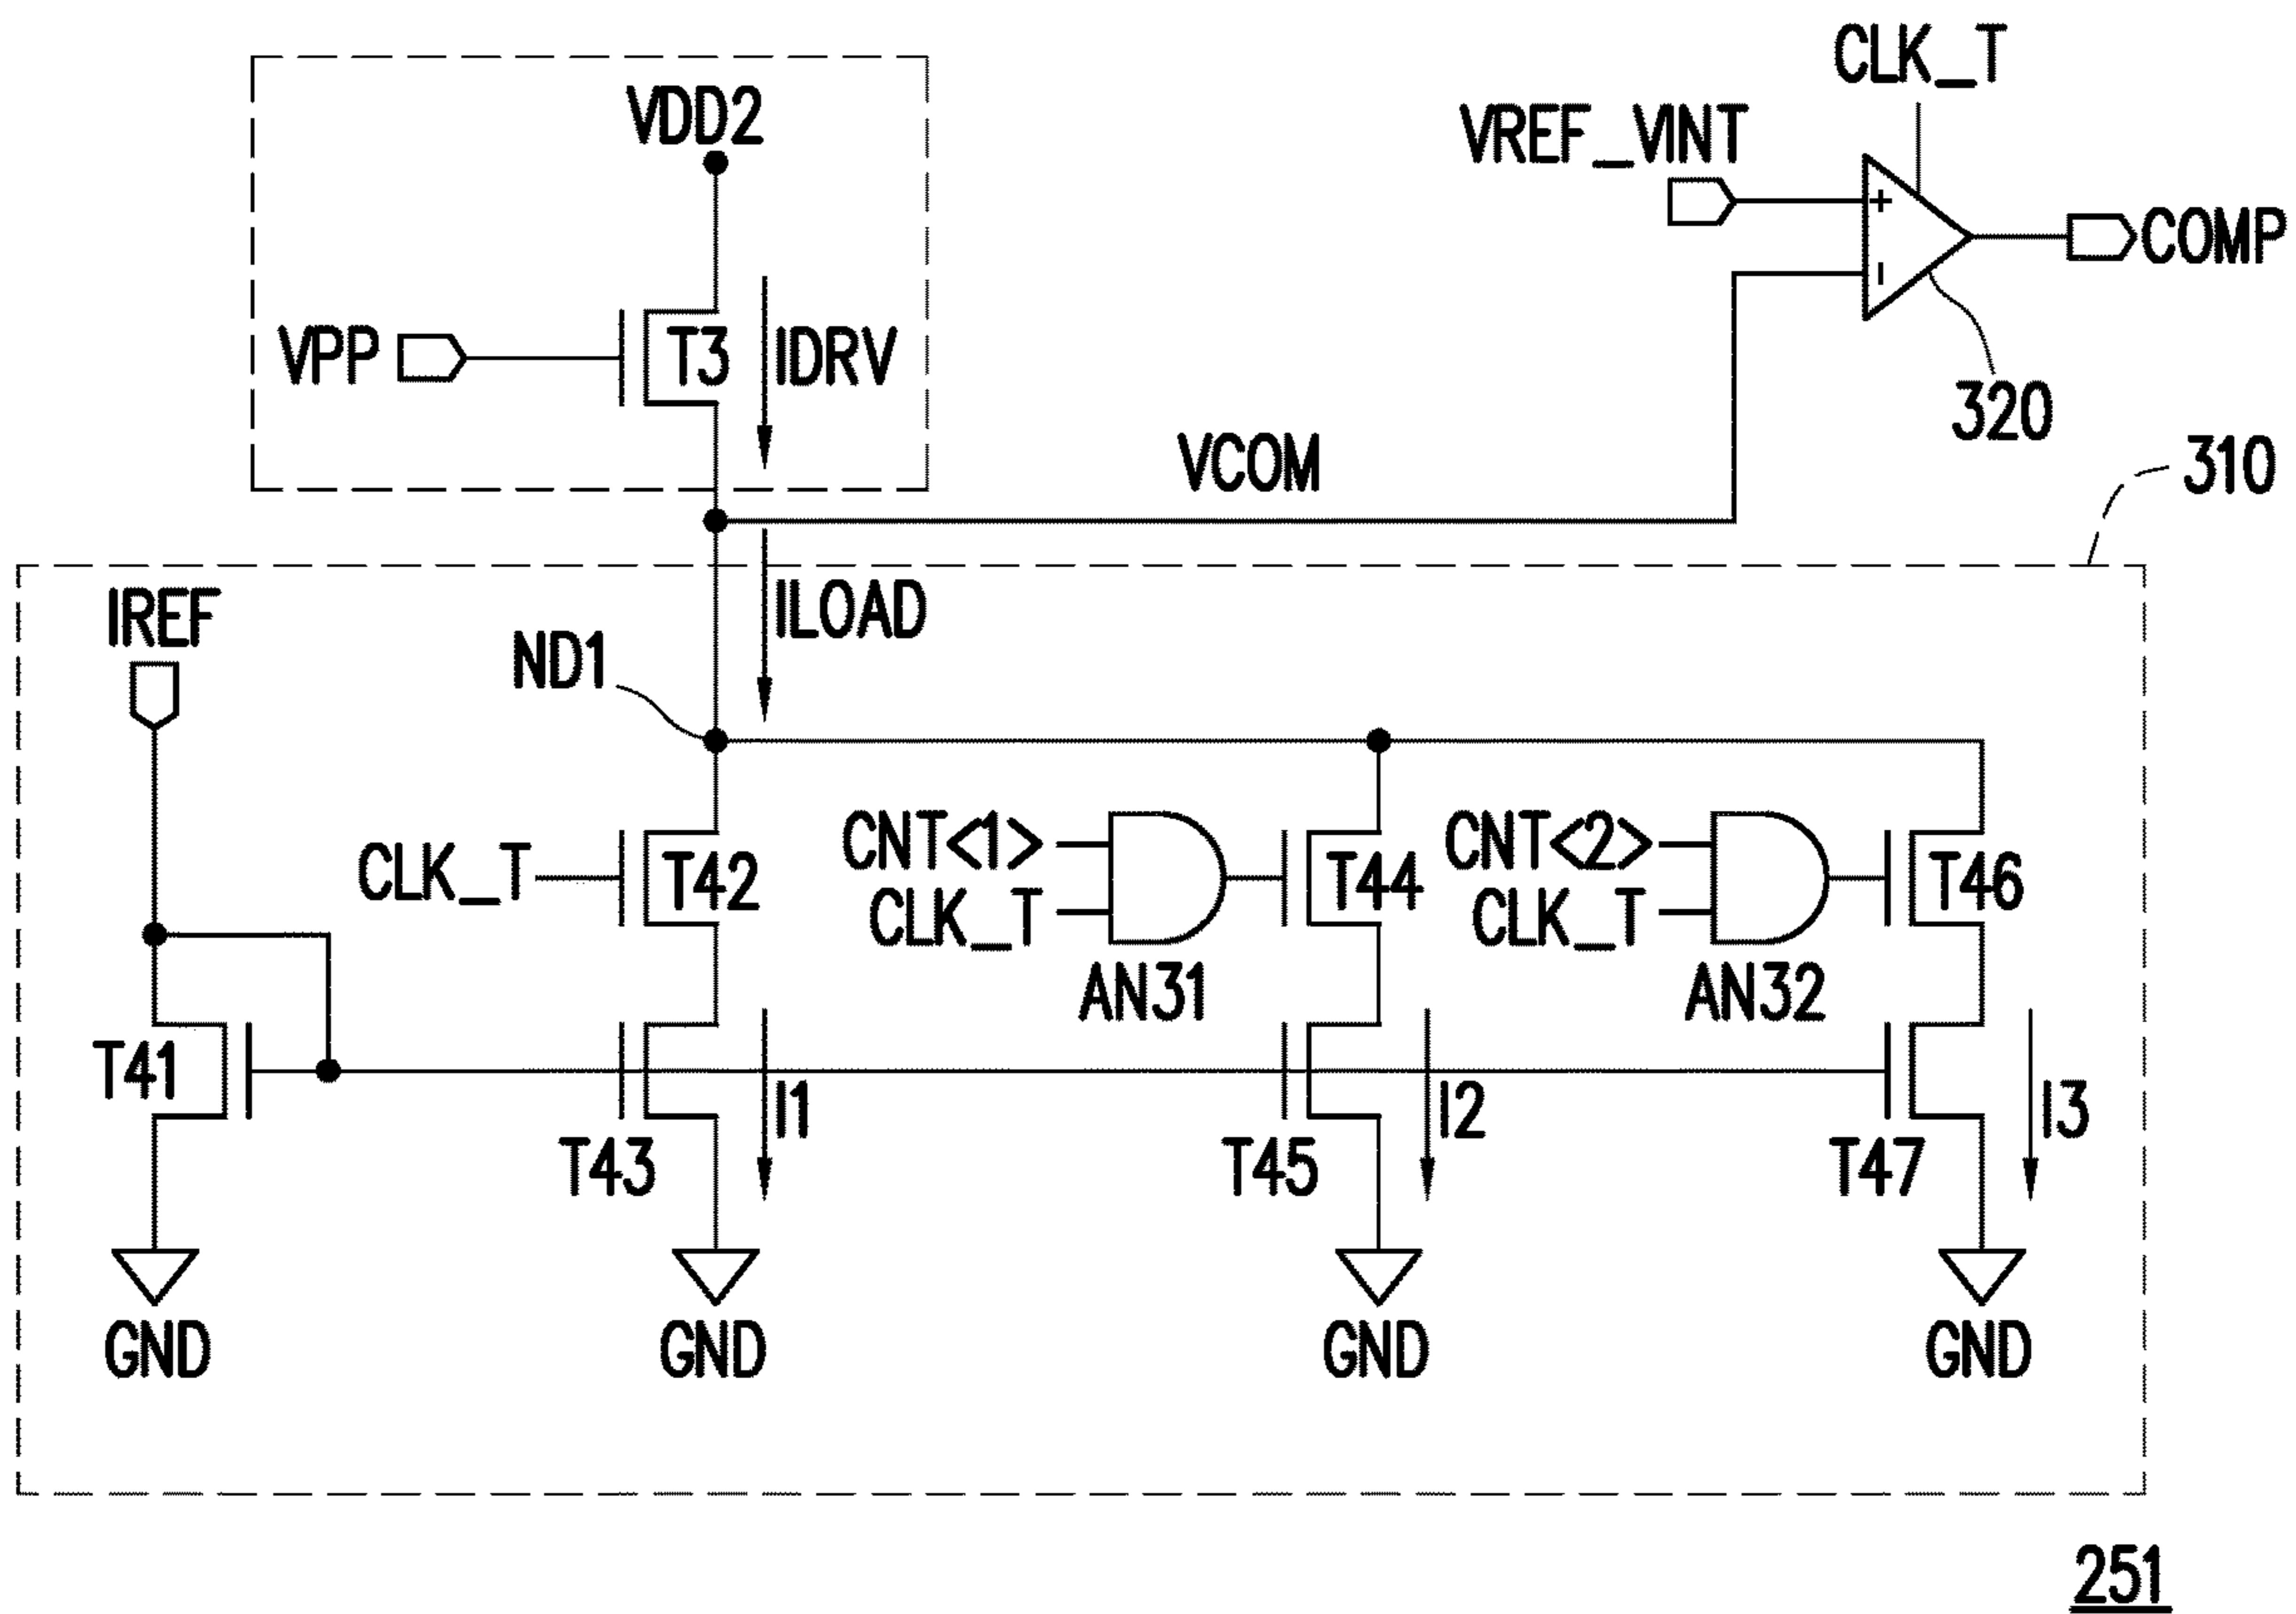 CLK_T
VDD2
VREF_VINT
+
COMP
-
VPP
T3
IDRV
320
VCOM
310
IREF
ILOAD
ND1
CNT<1>
CNT<2>
CLK_T
T42
T44
T46
CLK_T
CLK_T
AN31
AN32
T41
I1
I2
I3
T43
T45
T47
GND
GND
GND
GND
251